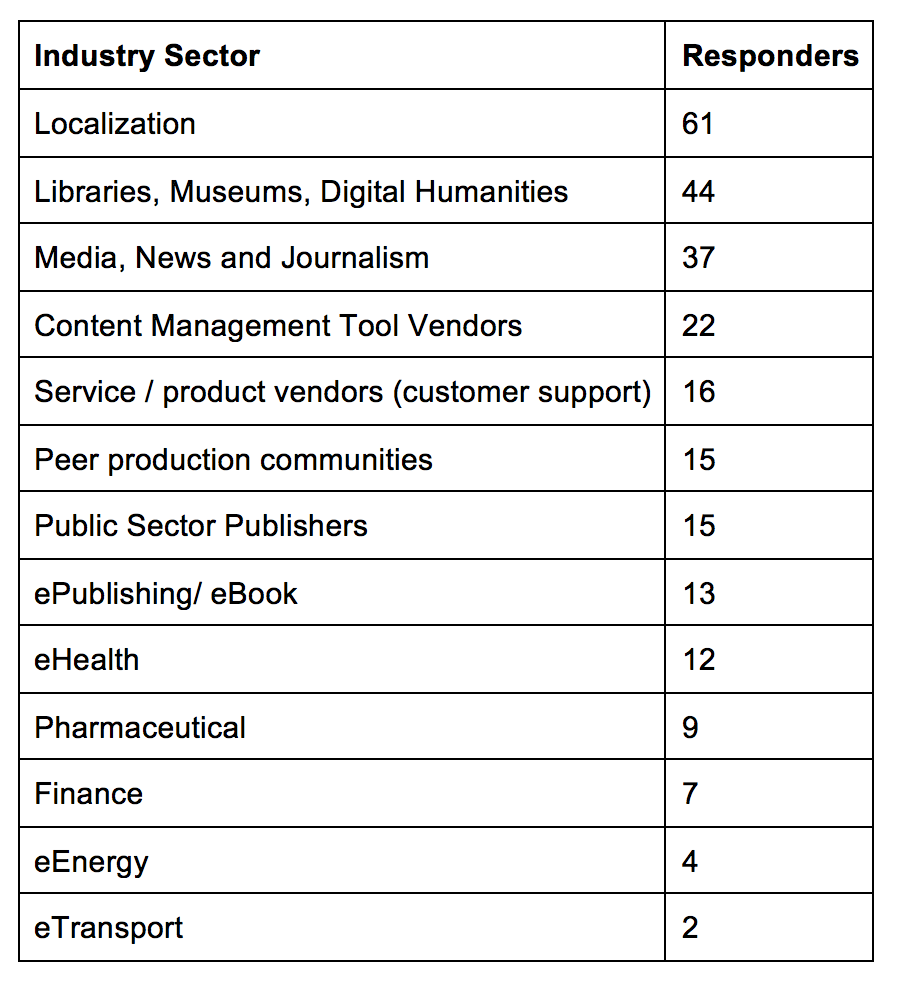 Industry Sector Responders
Localization 61
Libraries, Museums, Digital Humanities 44
Media, News and Journalism 37
Content Management Tool Vendors 22
Service / product vendors (customer support) 16
Peer production communities 15
Public Sector Publishers 15
ePublishing/ eBook 13
eHealth 12
Pharmaceutical 9
Finance 7
eEnergy 4
eTransport 2